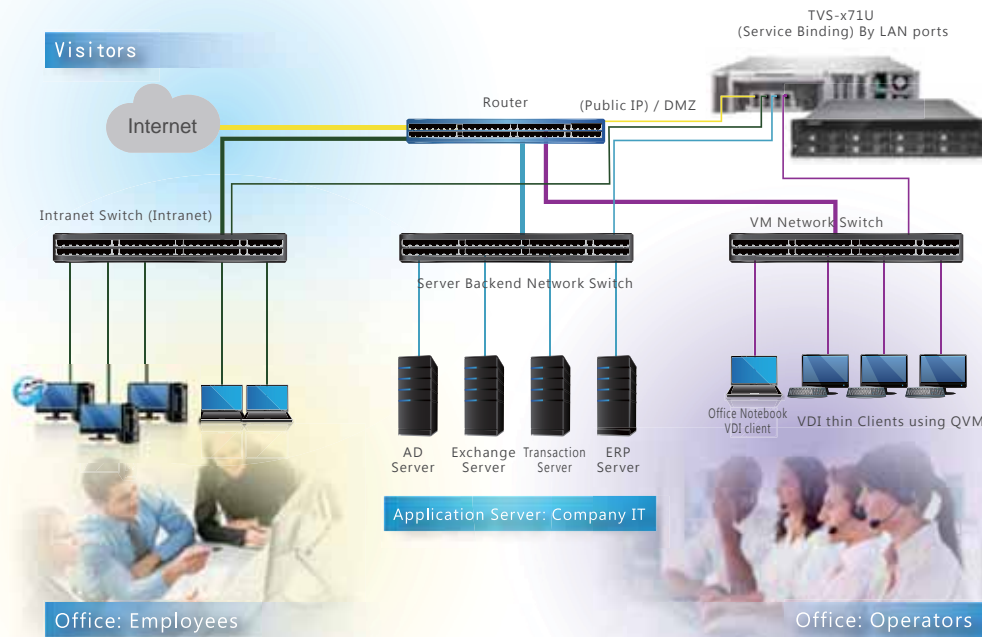 TVS-x71U
(Service Binding) By LAN ports
Visitors
Router
(Public IP) / DMZ
Internet
Intranet Switch (Intranet)
VM Network Switch
Server Backend Network Switch
Office Notebook
VDI client
VDI thin Clients using QVM
AD
Server
Exchange
Server
Transaction
Server
ERP
Server
Application Server: Company IT
Office: Employees
Office: Operators